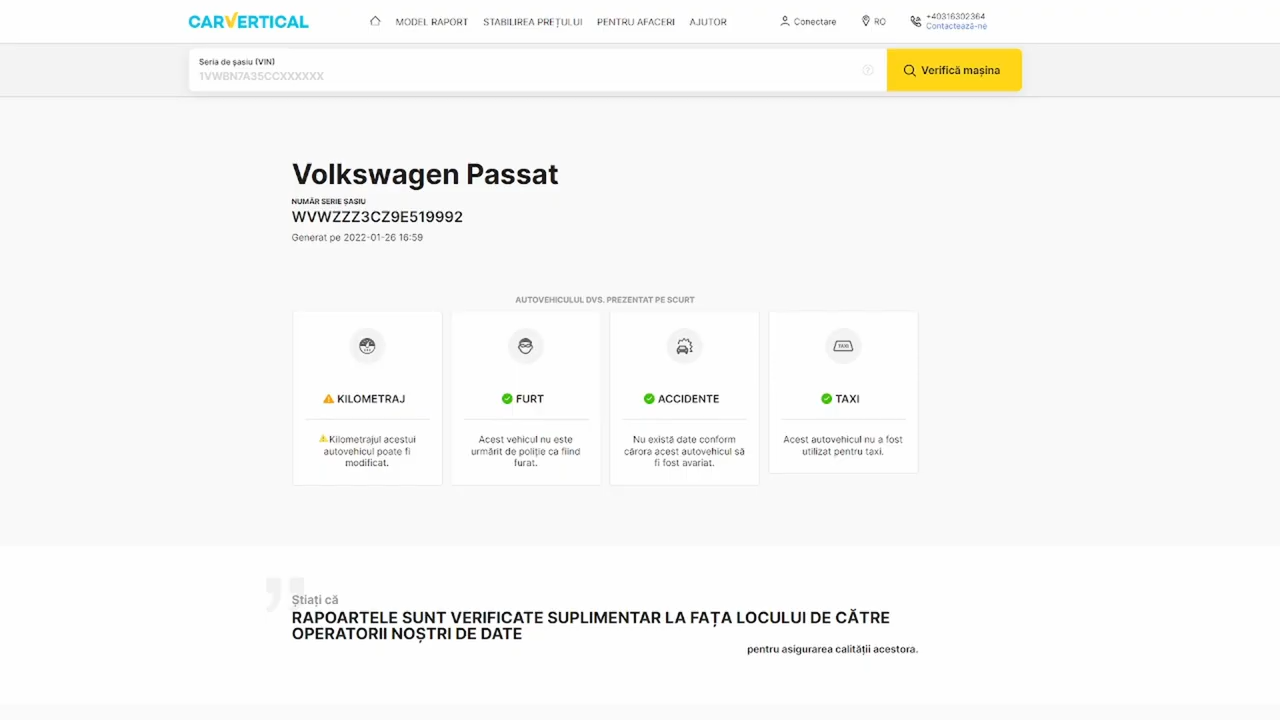 CARVERTICAL
MODEL RAPORT
STABILIREA PREȚULUI
PENTRU AFACERI
AJUTOR
Conectare
RO
+40316302364
Contactează-ne
Seria de șasiu (VIN)
1VWBN7A35CCXXXXXX
Verifică mașina
Volkswagen Passat
NUMĂR SERIE ȘASIU
WVWZZZ3CZ9E519992
Generat pe 2022-01-26 16:59
AUTOVEHICULUL DVS. PREZENTAT PE SCURT
KILOMETRAJ
Kilometrajul acestui
autovehicul poate fi
modificat.
FURT
Acest vehicul nu este
urmărit de poliție ca fiind
furat.
ACCIDENTE
Nu există date conform
cărora acest autovehicul să
fi fost avariat.
TAXI
TAXI
Acest autovehicul nu a fost
utilizat pentru taxi.
Știați că
RAPOARTELE SUNT VERIFICATE SUPLIMENTAR LA FAȚA LOCULUI DE CĂTRE
OPERATORII NOȘTRI DE DATE
pentru asigurarea calității acestora.